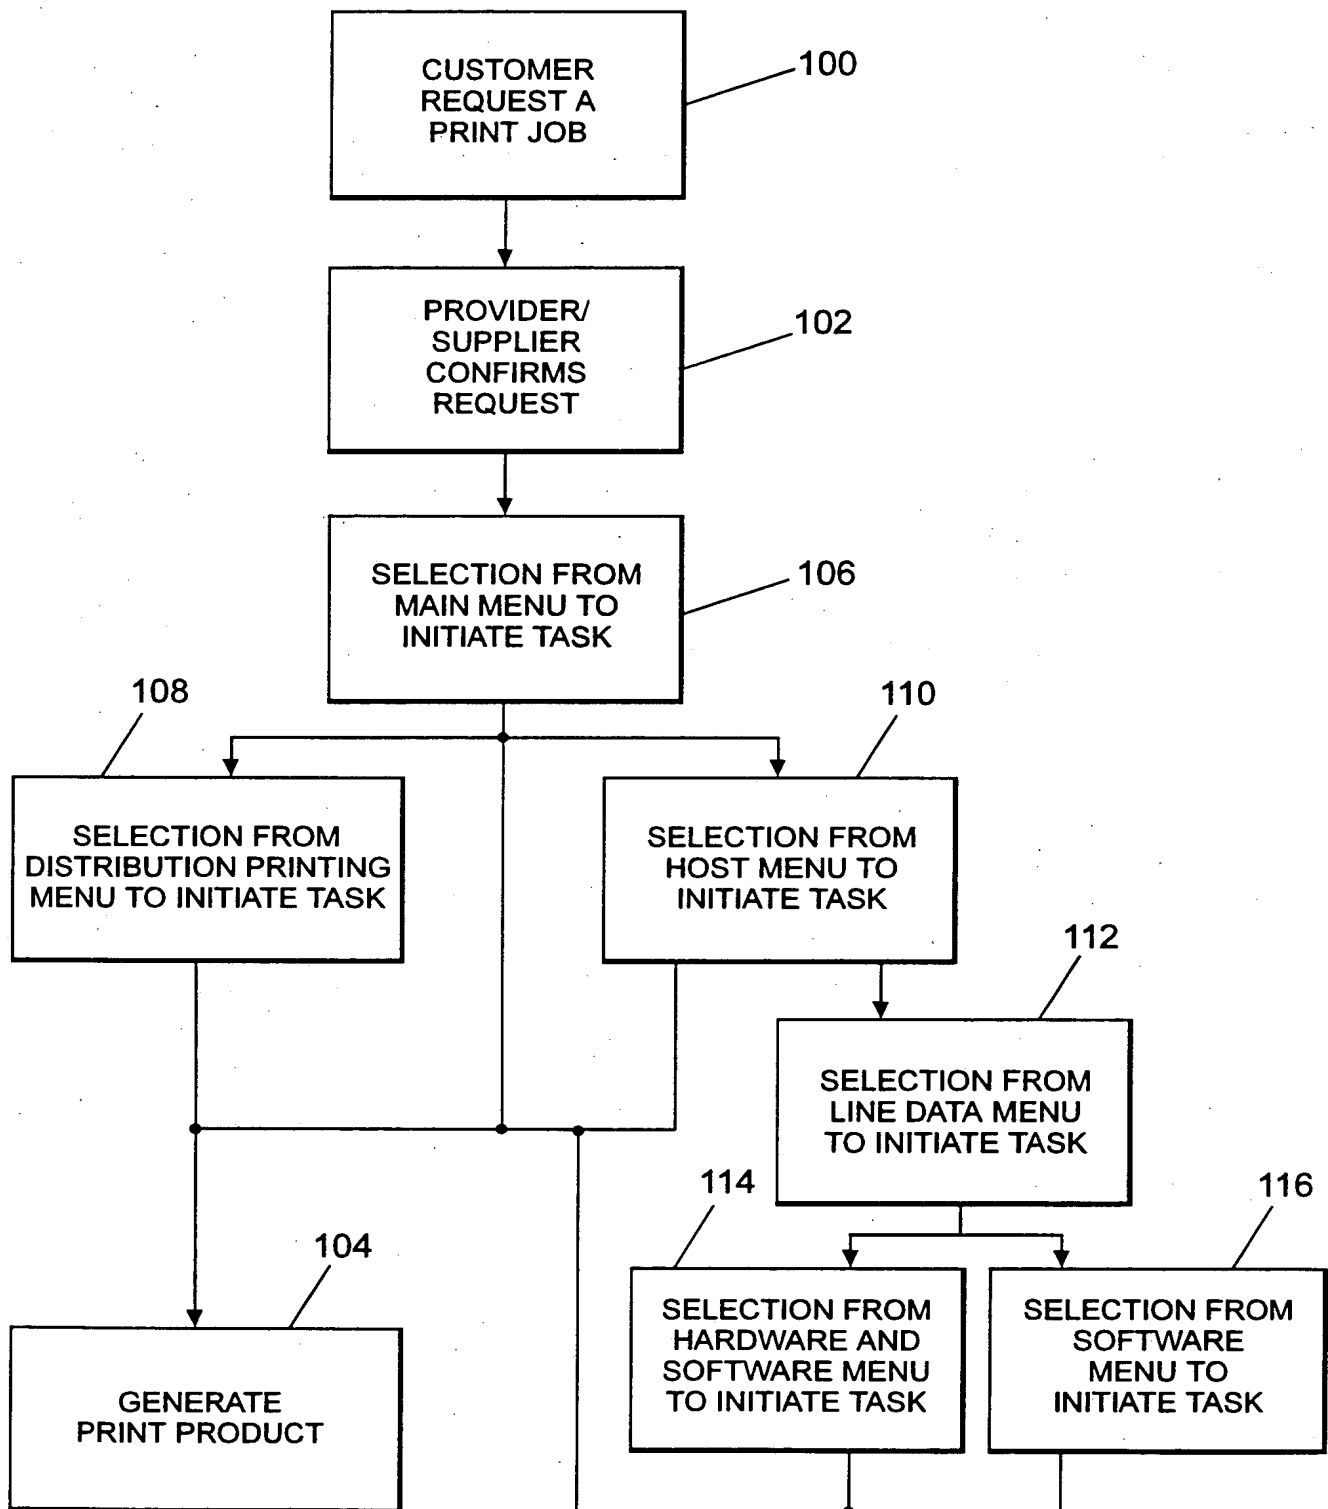 CUSTOMER
REQUEST A
PRINT JOB
100
PROVIDER/
SUPPLIER
CONFIRMS
REQUEST
102
SELECTION FROM
MAIN MENU TO
INITIATE TASK
106
108
110
SELECTION FROM
DISTRIBUTION PRINTING
MENU TO INITIATE TASK
SELECTION FROM
HOST MENU TO
INITIATE TASK
112
SELECTION FROM
LINE DATA MENU
TO INITIATE TASK
114
116
104
SELECTION FROM
HARDWARE AND
SOFTWARE MENU
TO INITIATE TASK
SELECTION FROM
SOFTWARE
MENU TO
INITIATE TASK
GENERATE
PRINT PRODUCT